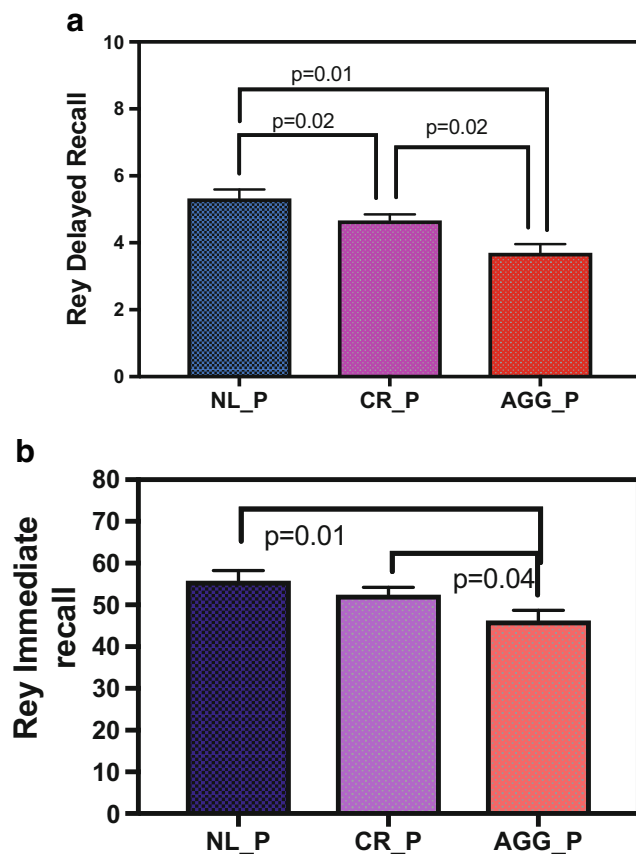 a
Rey Delayed Recall
10
8
6
4
2
0
p=0.01
p=0.02
p=0.02
NL_P CR_P AGG_P
b
Rey Immediate
recall
80
70
60
50
40
30
20
10
0
p=0.01
p=0.04
NL_P CR_P AGG_P